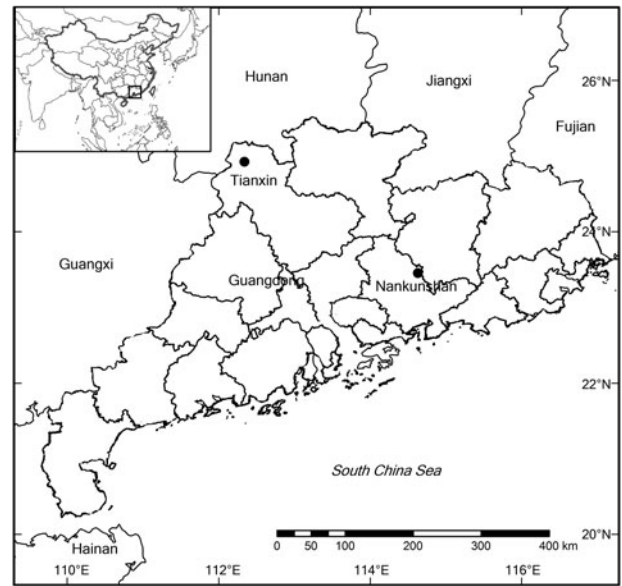 26°N
Hunan
Jiangxi
Fujian
Tianxin
24°N
Guangxi
Guangdong
Nankunshan
22°N
South China Sea
0 50 100 200 300 400 km
20°N
Hainan
110°E 112°E 114°E 116°E